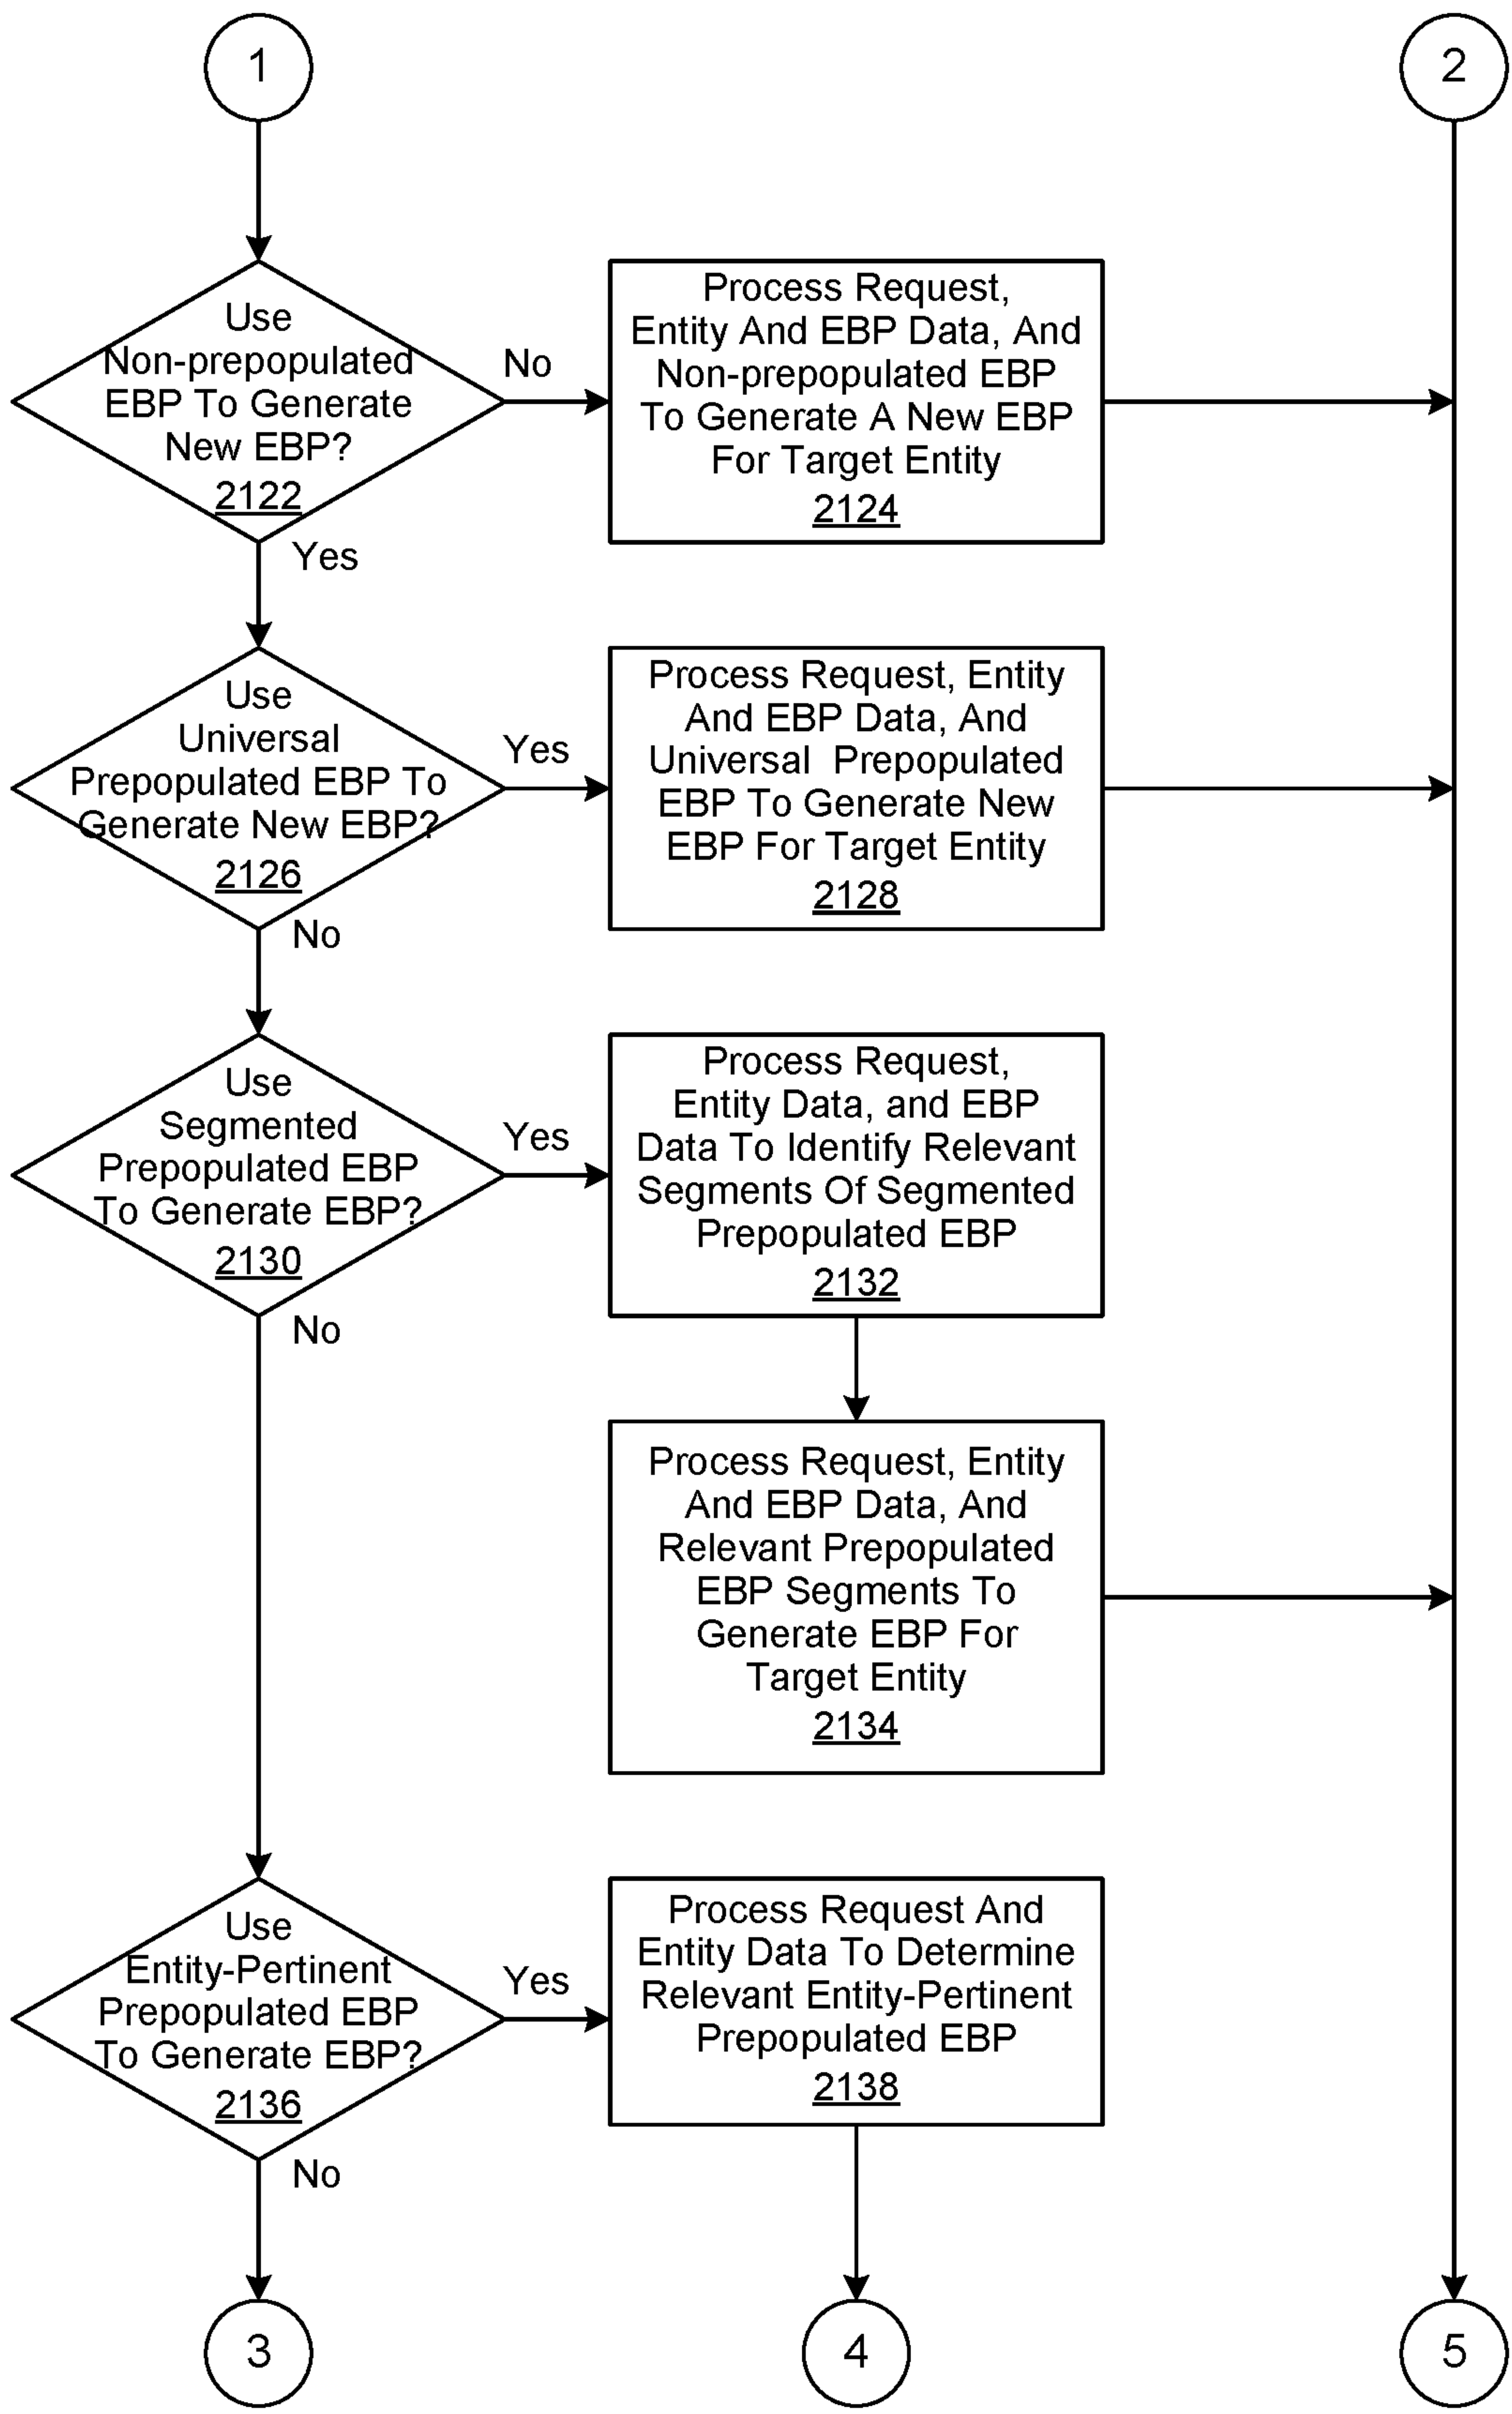 1
2
Use
Non-prepopulated
EBP To Generate
New EBP?
2122
No
Yes
Process Request,
Entity And EBP Data, And
Non-prepopulated EBP
To Generate A New EBP
For Target Entity
2124
Use
Universal
Prepopulated EBP To
Generate New EBP?
2126
Yes
No
Process Request, Entity
And EBP Data, And
Universal Prepopulated
EBP To Generate New
EBP For Target Entity
2128
Use
Segmented
Prepopulated EBP
To Generate EBP?
2130
Yes
No
Process Request,
Entity Data, and EBP
Data To Identify Relevant
Segments Of Segmented
Prepopulated EBP
2132
Process Request, Entity
And EBP Data, And
Relevant Prepopulated
EBP Segments To
Generate EBP For
Target Entity
2134
Use
Entity-Pertinent
Prepopulated EBP
To Generate EBP?
2136
Yes
No
Process Request And
Entity Data To Determine
Relevant Entity-Pertinent
Prepopulated EBP
2138
3
4
5